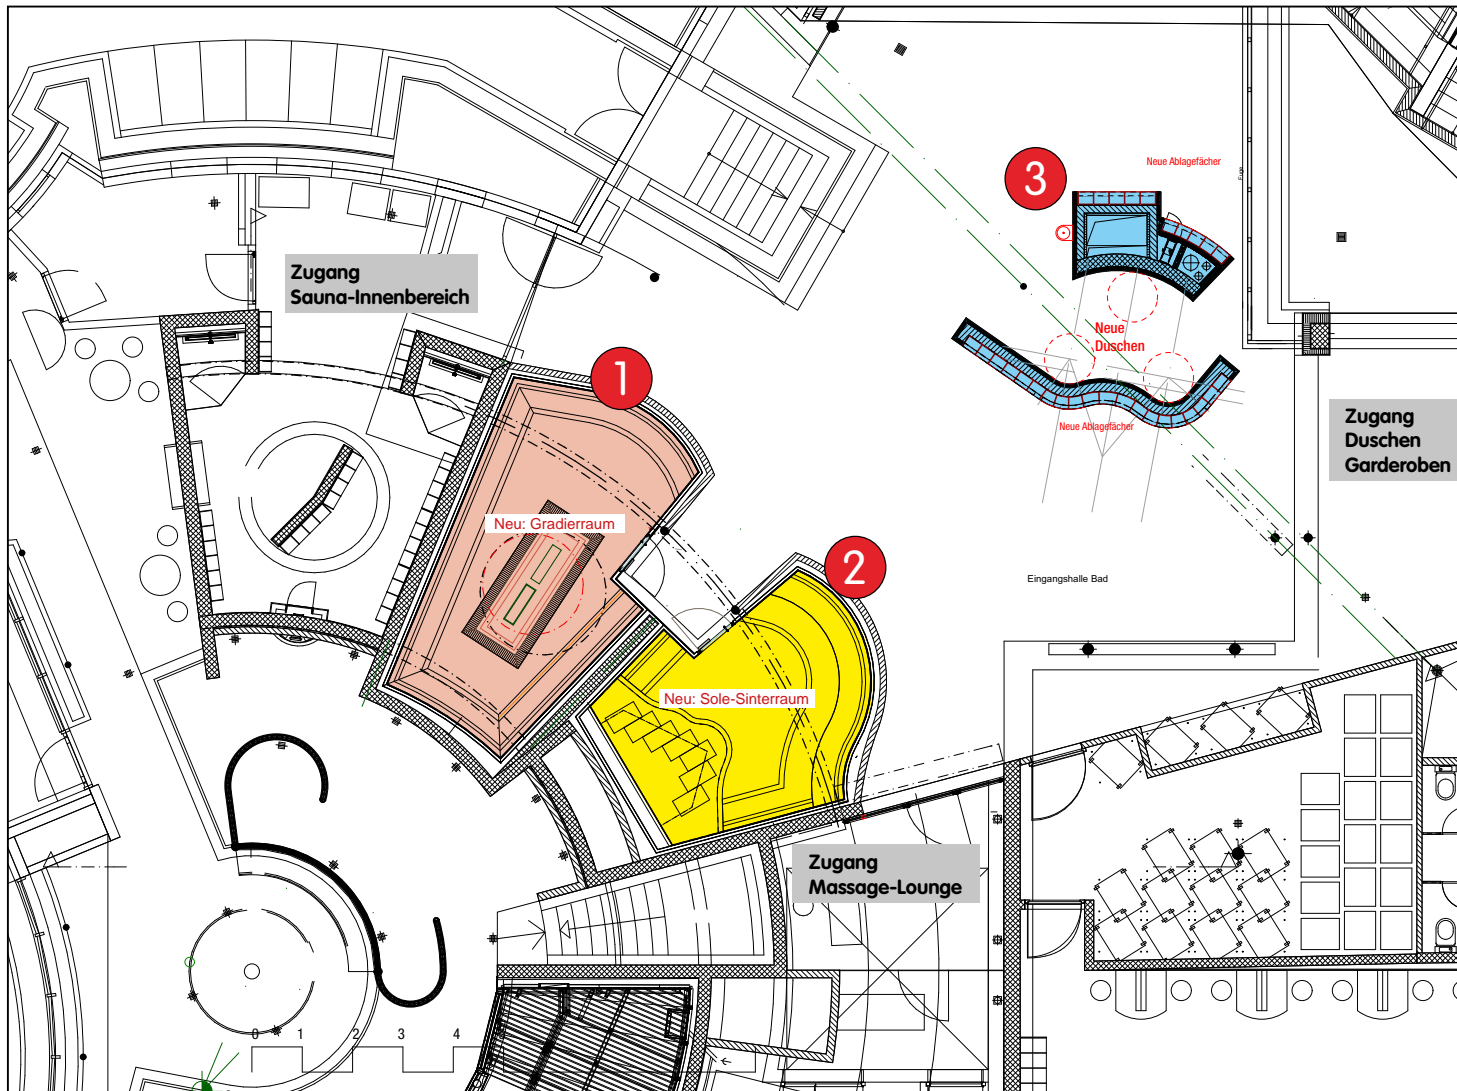 Neue Ablagefächer
3
Fuge
Zugang
Sauna-Innenbereich
Neue
Duschen
1
Neue Ablagefächer
Zugang
Duschen
Garderoben
Neu: Gradierraum
2
Eingangshalle Bad
Neu: Sole-Sinterraum
Zugang
Massage-Lounge
0 1 2 3 4